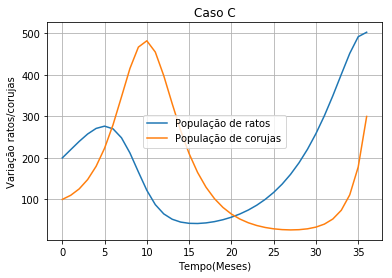 Caso C
Variação ratos/corujas
500
400
300
200
100
População de ratos
População de corujas
0
5
10
15
20
25
30
35
Tempo(Meses)